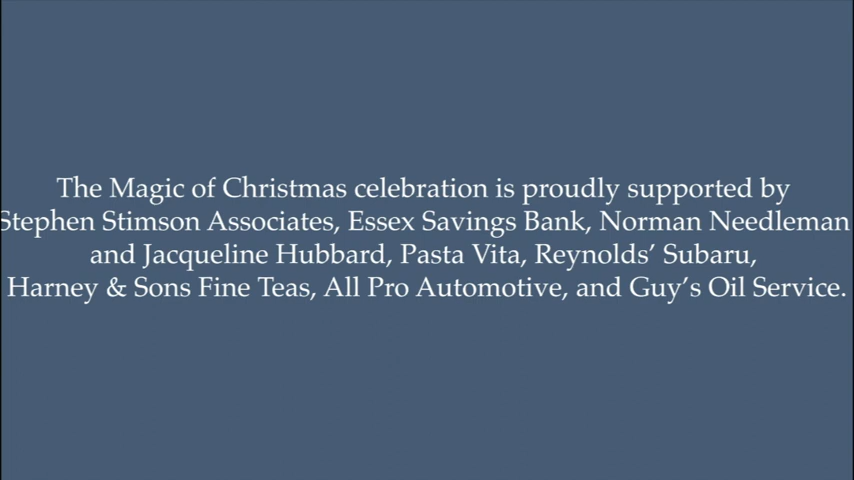 The Magic of Christmas celebration is proudly supported by
Stephen Stimson Associates, Essex Savings Bank, Norman Needleman
and Jacqueline Hubbard, Pasta Vita, Reynolds’ Subaru,
Harney & Sons Fine Teas, All Pro Automotive, and Guy’s Oil Service.